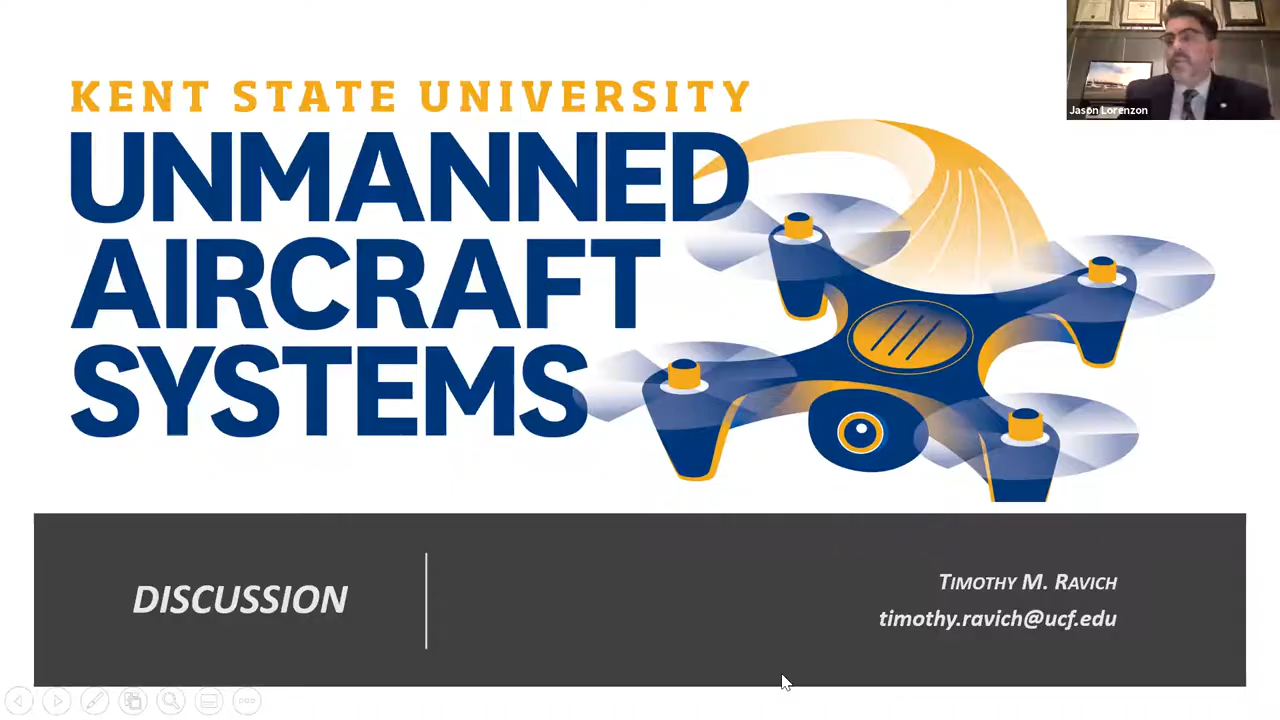 KENT STATE UNIVERSITY
UNMANNED
AIRCRAFT
SYSTEMS
Jason Lorenzon
DISCUSSION
TIMOTHY M. RAVICH
timothy.ravich@ucf.edu